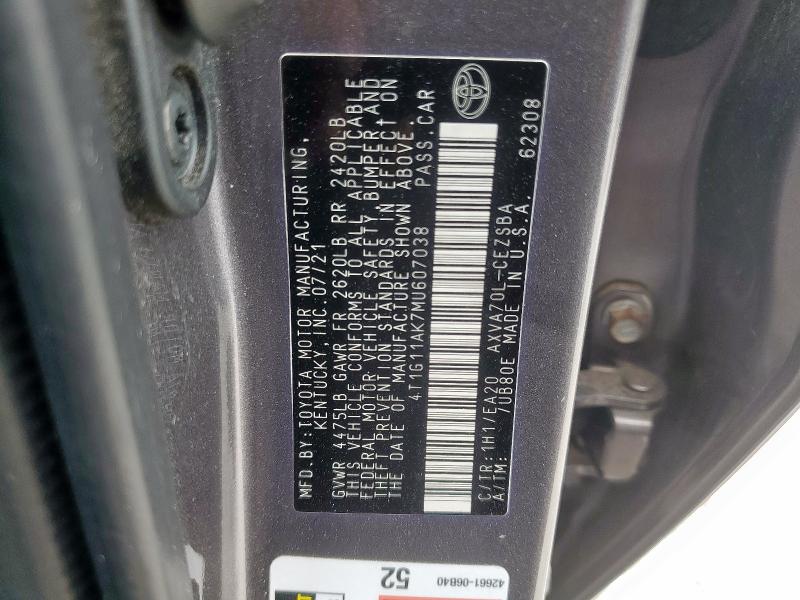 MFD.BY:TOYOTA MOTOR MANUFACTURING,
KENTUCKY, INC.07/21
GVWR 4475LB GAWR FR 2620LB RR 2420LB
THIS VEHICLE CONFORMS TO ALL APPLICABLE
FEDERAL MOTOR VEHICLE SAFETY, BUMPER, AND
THEFT PREVENTION STANDARDS IN EFFECT ON
THE DATE OF MANUFACTURE SHOWN ABOVE.
4T1G11AK7MU607038 PASS.CAR
C/TR:1H1/EA20 AXVA70L-CEZSBA
A/TM: /UB80E MADE IN U.S.A. 62308
52
42661-06B40